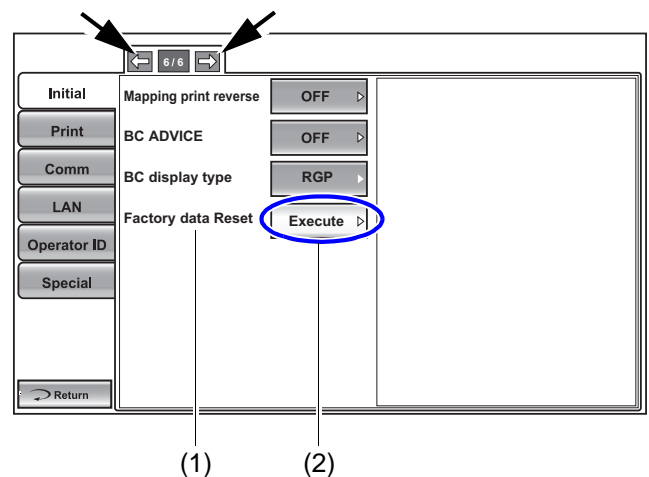 6 / 6
Initial
Print
Comm
LAN
Operator ID
Special
Return
Mapping print reverse OFF
BC ADVICE OFF
BC display type RGP
Factory data Reset Execute
(1) (2)